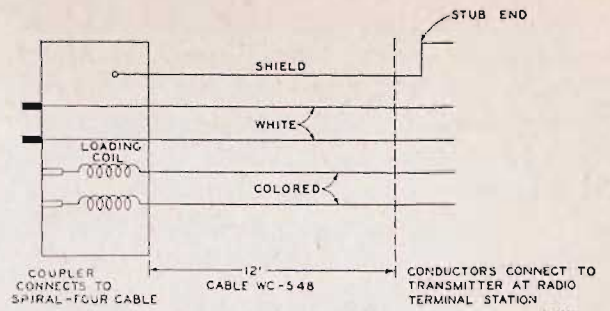 STUB END
SHIELD
WHITE
LOADING
COIL
COLORED
12'
COUPLER
CONNECTS TO
SPIRAL-FOUR CABLE
CABLE WC-548
CONDUCTORS CONNECT TO
TRANSMITTER AT RADIO
TERMINAL STATION